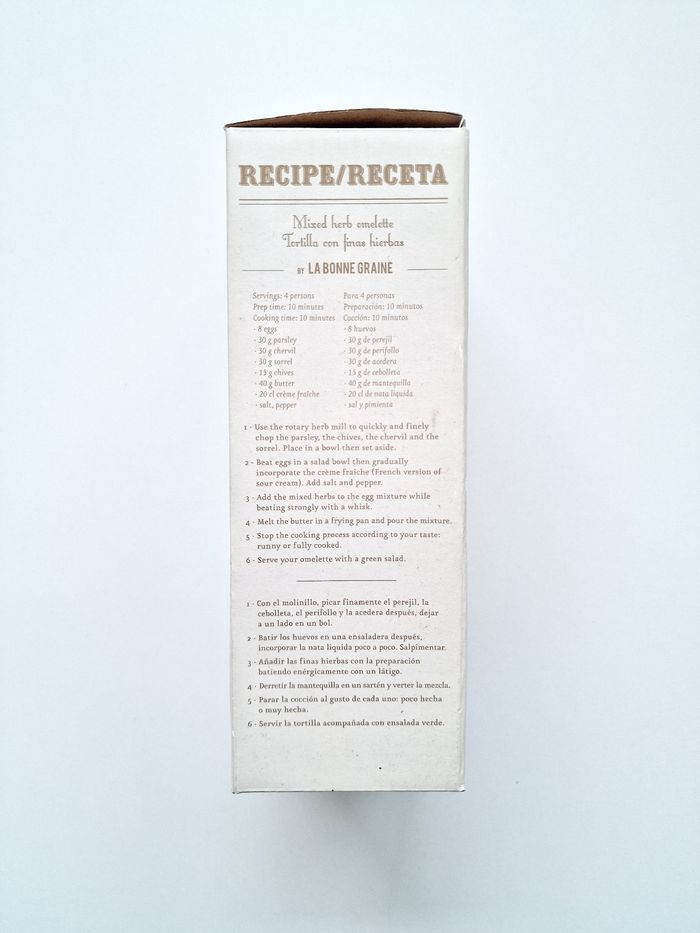 RECIPE/RECETA
Mixed herb omelette
Tortilla con finas hierbas
BY LA BONNE GRAINE
Servings: 4 persons
Prep time: 10 minutes
Cooking time: 10 minutes
· 8 eggs
· 30 g parsley
· 30 g chervil
· 30 g sorrel
· 15 g chives
· 40 g butter
· 20 cl crème fraîche
· salt, pepper
Para 4 personas
Preparación: 10 minutos
Cocción: 10 minutos
· 8 huevos
· 30 g de perejil
· 30 g de perifollo
· 30 g de acedera
· 15 g de cebolleta
· 40 g de mantequilla
· 20 cl de nata líquida
· sal y pimienta
1 · Use the rotary herb mill to quickly and finely
chop the parsley, the chives, the chervil and the
sorrel. Place in a bowl then set aside.
2 · Beat eggs in a salad bowl then gradually
incorporate the crème fraîche (French version of
sour cream). Add salt and pepper.
3 · Add the mixed herbs to the egg mixture while
beating strongly with a whisk.
4 · Melt the butter in a frying pan and pour the mixture.
5 · Stop the cooking process according to your taste:
runny or fully cooked.
6 · Serve your omelette with a green salad.
1 · Con el molinillo, picar finamente el perejil, la
cebolleta, el perifollo y la acedera después, dejar
a un lado en un bol.
2 · Batir los huevos en una ensaladera después,
incorporar la nata líquida poco a poco. Salpimentar.
3 · Añadir las finas hierbas con la preparación
batiendo enérgicamente con un látigo.
4 · Derretir la mantequilla en un sartén y verter la mezcla.
5 · Parar la cocción al gusto de cada uno: poco hecha
o muy hecha.
6 · Servir la tortilla acompañada con ensalada verde.